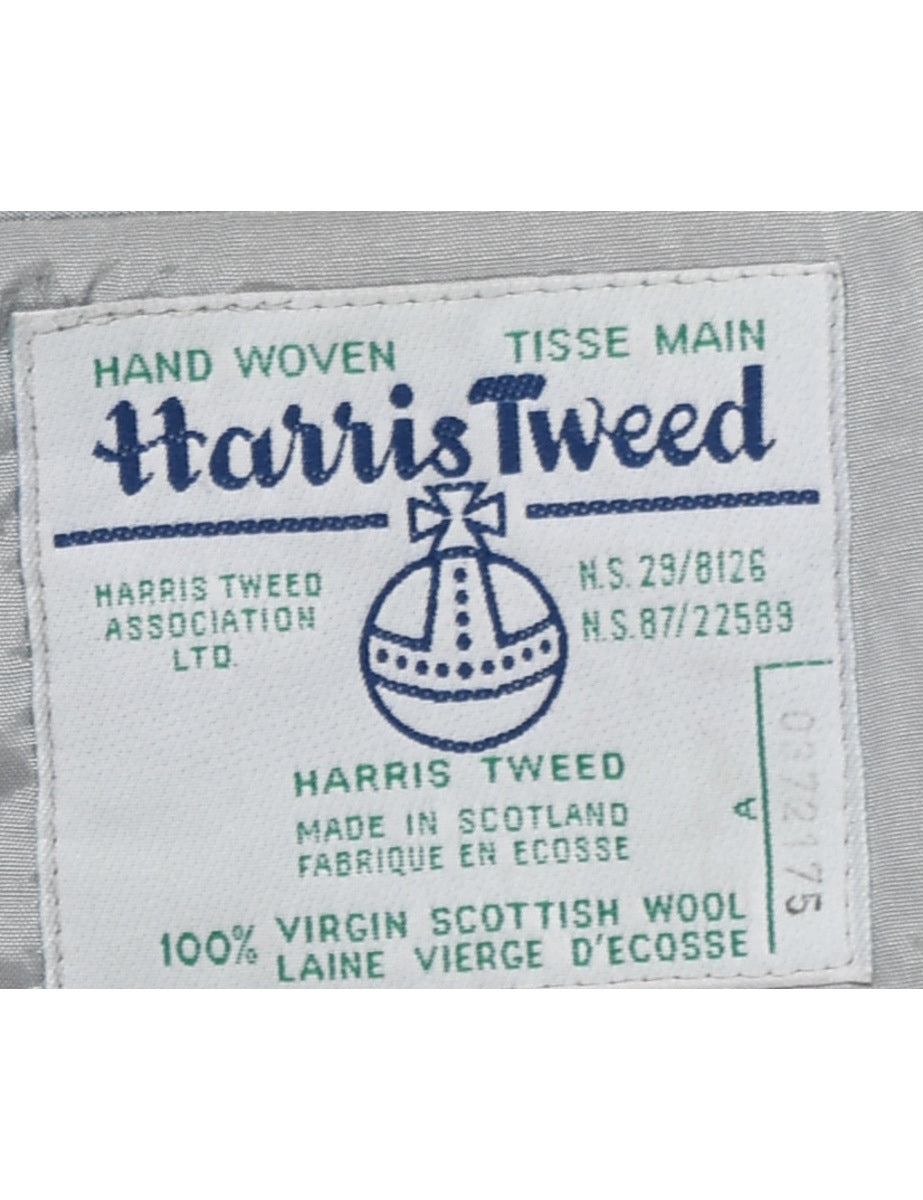 HAND WOVEN TISSE MAIN
Harris Tweed
HARRIS TWEED
ASSOCIATION
LTD.
N.S. 29/8126
N.S. 87/22589
HARRIS TWEED
MADE IN SCOTLAND
FABRIQUE EN ECOSSE
100% VIRGIN SCOTTISH WOOL
LAINE VIERGE D'ECOSSE
A
0372175